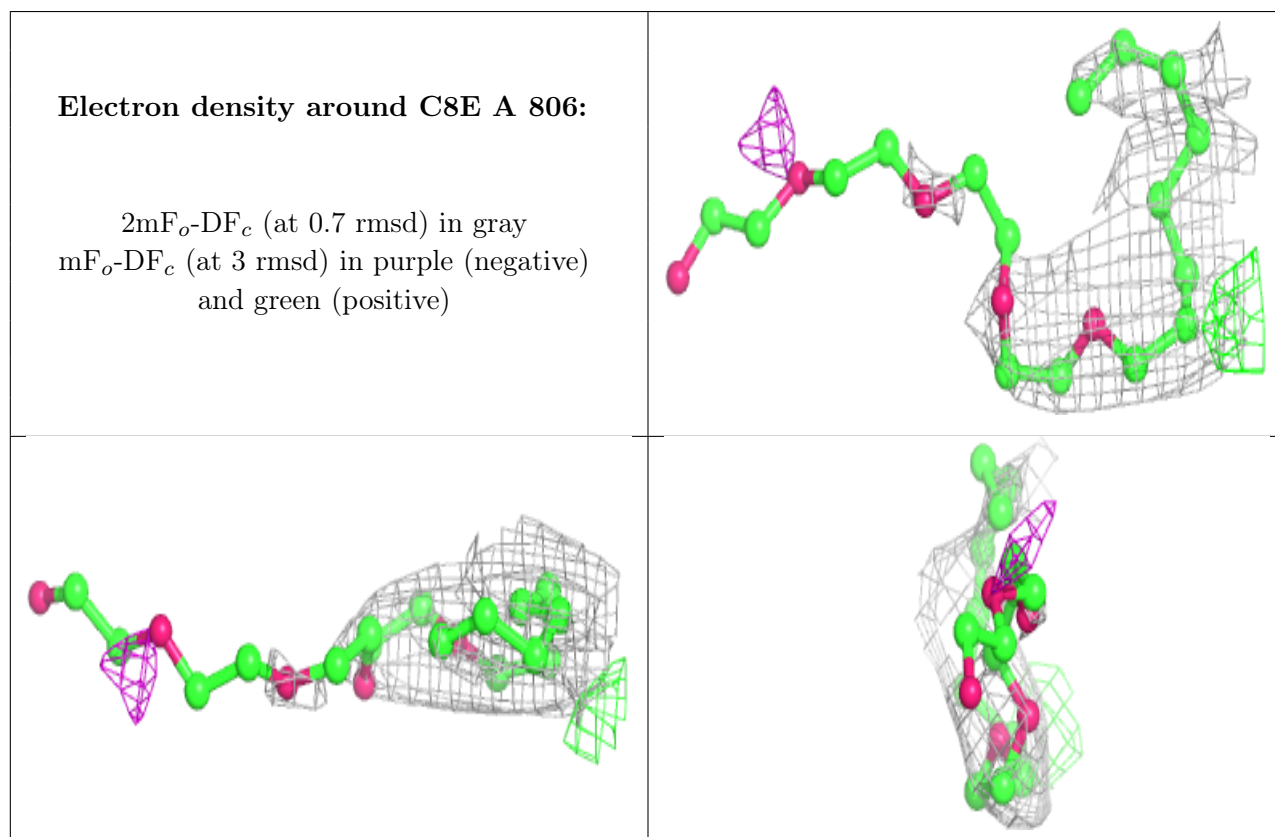 Electron density around C8E A 806:
2mFo-DFc (at 0.7 rmsd) in gray
mFo-DFc (at 3 rmsd) in purple (negative)
and green (positive)